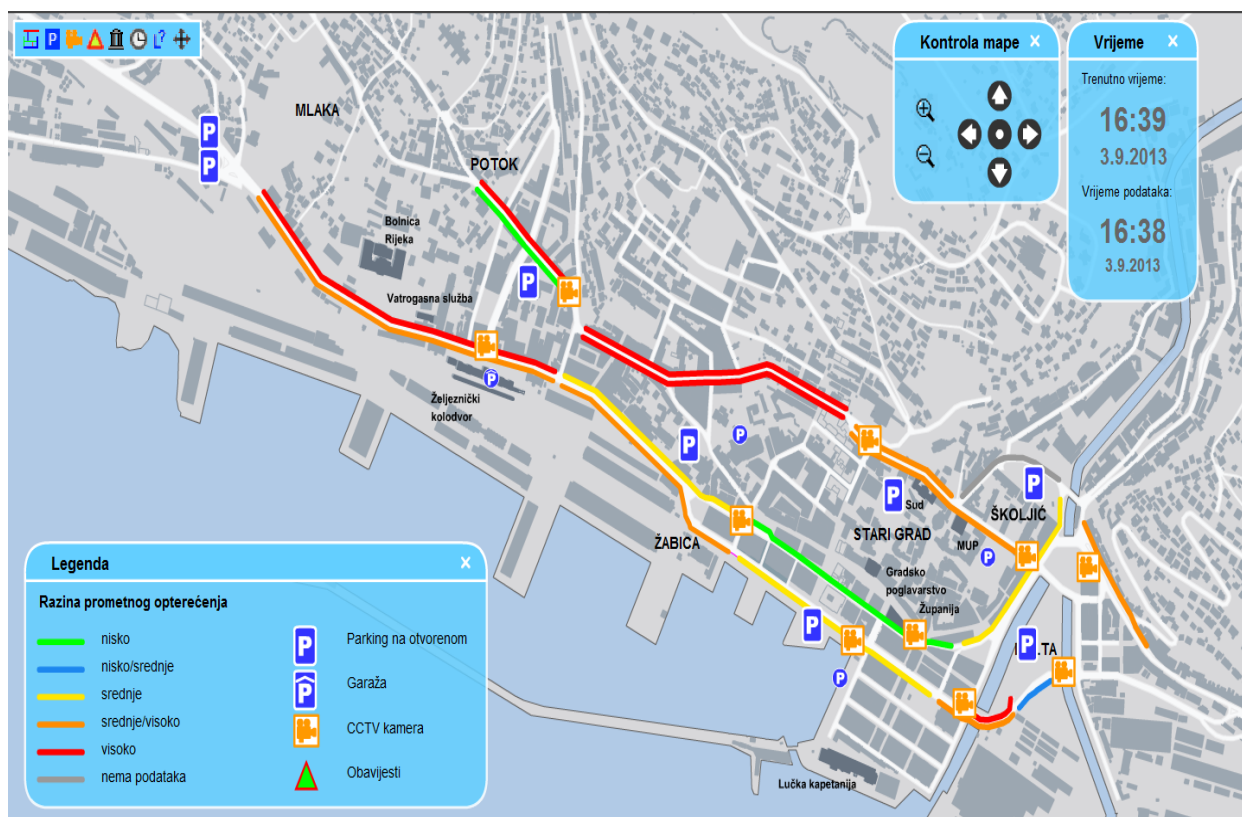 Kontrola mape
Vrijeme
Trenutno vrijeme:
16:39
3.9.2013
Vrijeme podataka:
16:38
3.9.2013
MLAKA
POTOK
Bolnica
Rijeka
Vatrogasna služba
Željeznički
kolodvor
ŽABICA
Sud
ŠKOLJIĆ
STARI GRAD
MUP
Gradsko
poglavarstvo
Županija
Lučka kapetanija
Legenda
Razina prometnog opterećenja
nisko
nisko/srednje
srednje
srednje/visoko
visoko
nema podataka
Parking na otvorenom
Garaža
CCTV kamera
Obavijesti